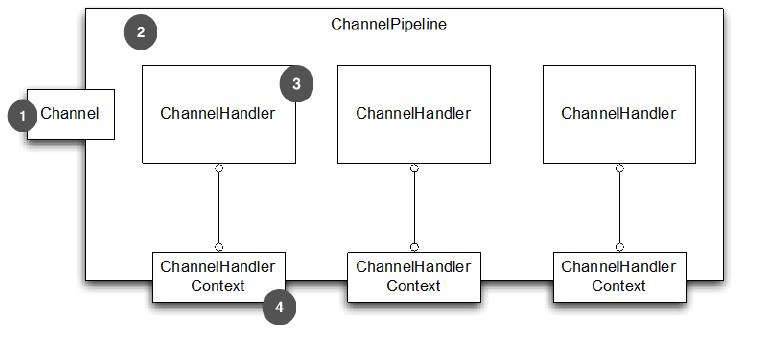 2
ChannelPipeline
3
1
Channel
ChannelHandler
ChannelHandler
ChannelHandler
ChannelHandler
Context
4
ChannelHandler
Context
ChannelHandler
Context